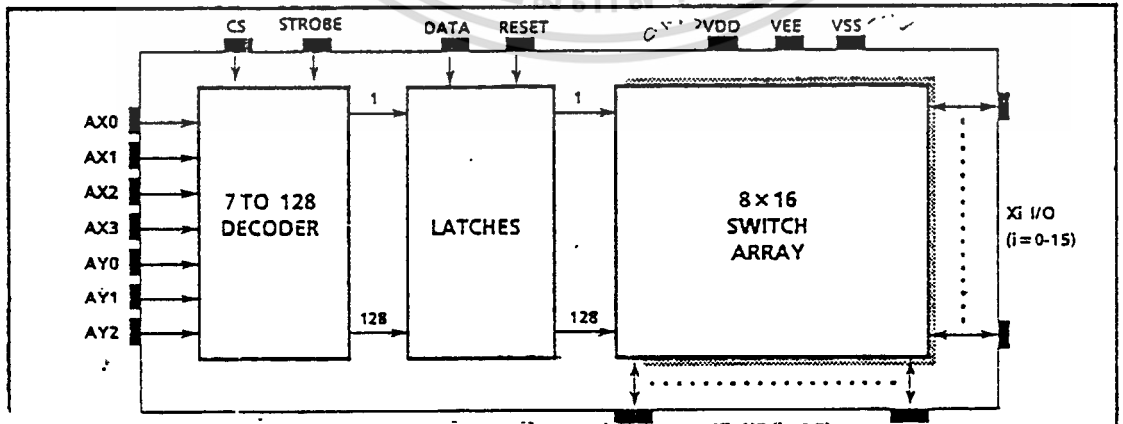 CS STROBE DATA RESET VDD VEE VSS
1 1
AX0
AX1
AX2
AX3
AY0
AY1
AY2
7 TO 128
DECODER
LATCHES
8×16
SWITCH
ARRAY
Xi I/O
(i=0-15)
128 128